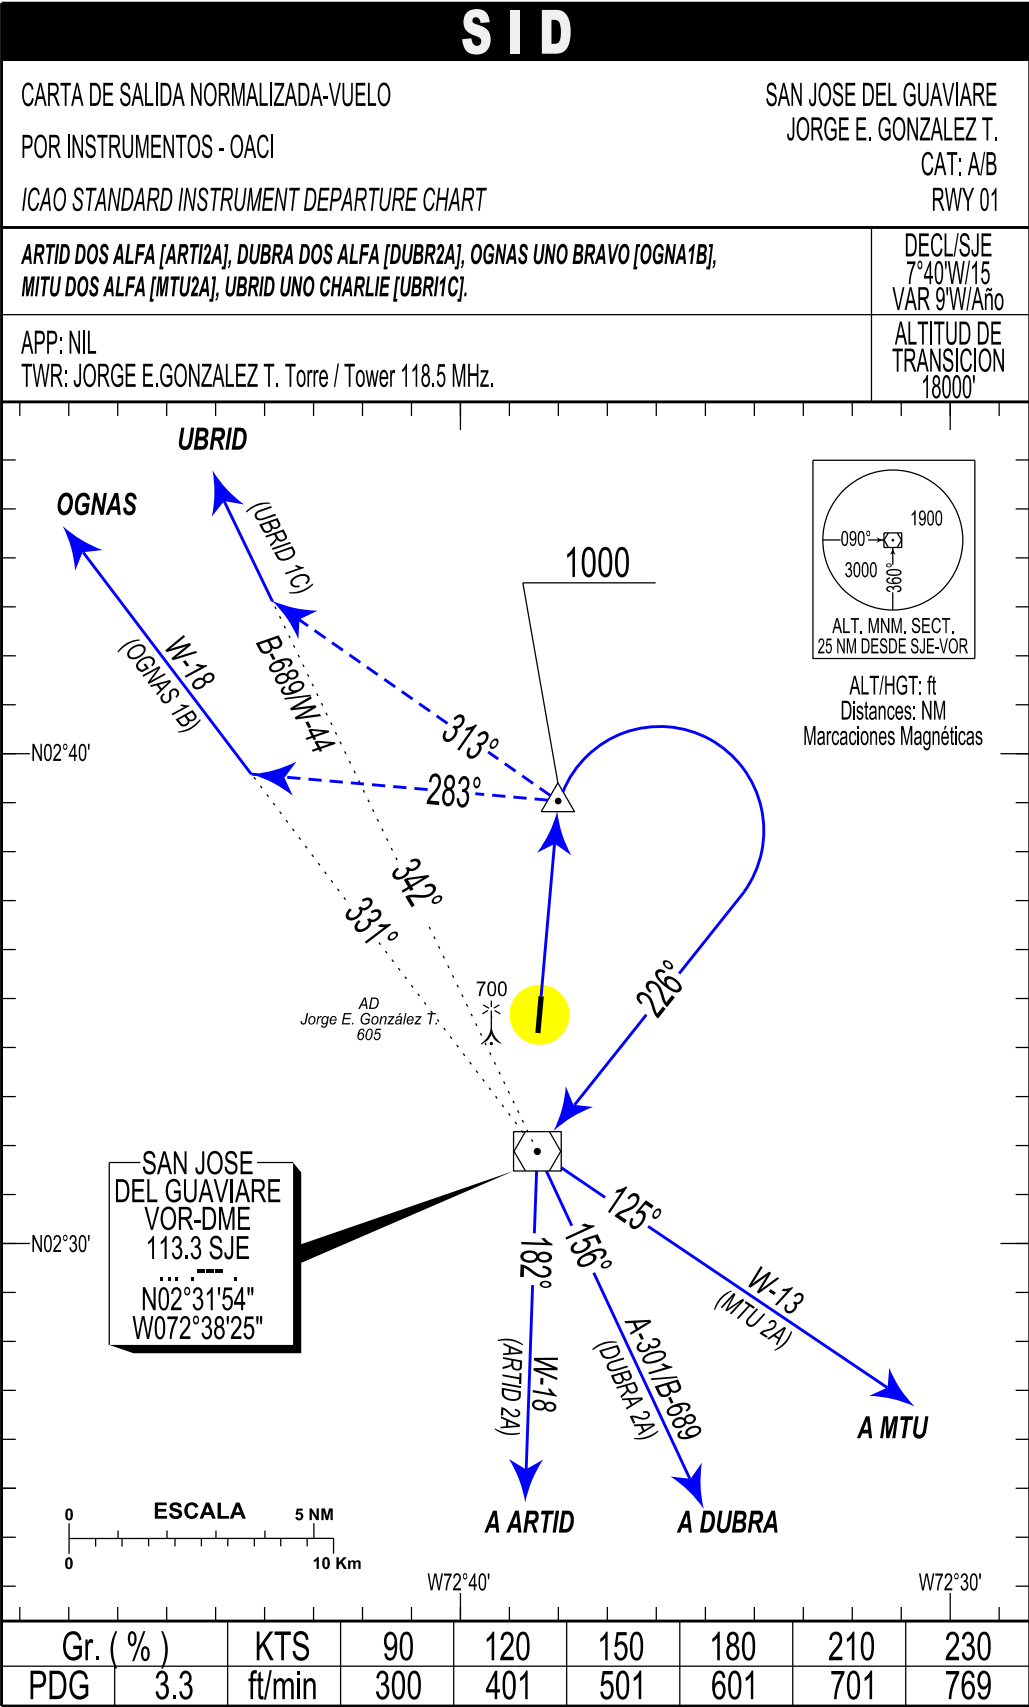 SID
CARTA DE SALIDA NORMALIZADA-VUELO
POR INSTRUMENTOS - OACI
ICAO STANDARD INSTRUMENT DEPARTURE CHART
SAN JOSE DEL GUAVIARE
JORGE E. GONZALEZ T.
CAT: A/B
RWY 01
ARTID DOS ALFA [ARTI2A], DUBRA DOS ALFA [DUBR2A], OGNAS UNO BRAVO [OGNA1B],
MITU DOS ALFA [MTU2A], UBRID UNO CHARLIE [UBRI1C].
DECL/SJE
7°40'W/15
VAR 9'W/Año
APP: NIL
TWR: JORGE E.GONZALEZ T. Torre / Tower 118.5 MHz.
ALTITUD DE
TRANSICION
18000'
UBRID
OGNAS
(UBRID 1C)
B-689/W-44
W-18
(OGNAS 1B)
1000
1900
090°
3000
360°
ALT. MNM. SECT.
25 NM DESDE SJE-VOR
ALT/HGT: ft
Distances: NM
Marcaciones Magnéticas
N02°40'
313°
283°
342°
331°
226°
700
AD
Jorge E. González T.
605
SAN JOSE
DEL GUAVIARE
VOR-DME
113.3 SJE
... .--- .
N02°31'54"
W072°38'25"
N02°30'
125°
156°
182°
W-13
(MTU 2A)
A-301/B-689
(DUBRA 2A)
W-18
(ARTID 2A)
A MTU
A ARTID
A DUBRA
0 ESCALA 5 NM
0 10 Km
W72°40'
W72°30'
Gr. ( % ) KTS 90 120 150 180 210 230
PDG 3.3 ft/min 300 401 501 601 701 769